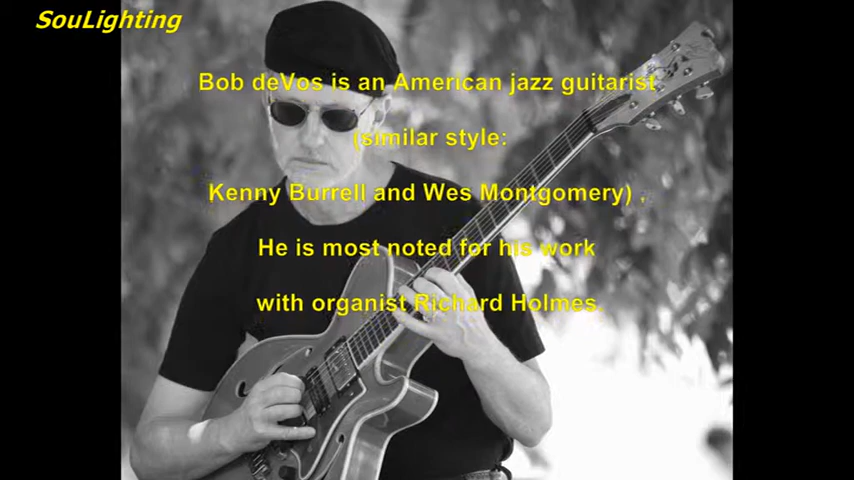 SouLighting
Bob deVos is an American jazz guitarist
(similar style:
Kenny Burrell and Wes Montgomery) ,
He is most noted for his work
with organist Richard Holmes.